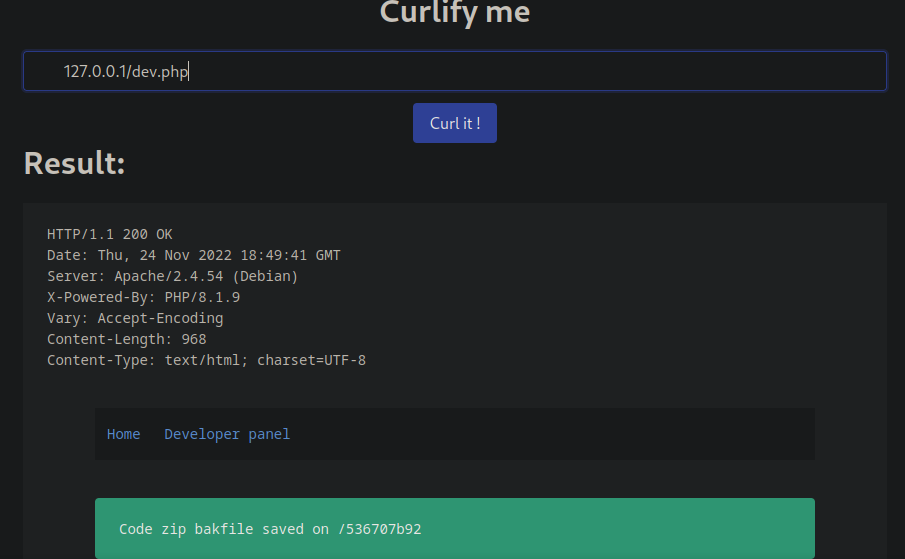 Curlify me
127.0.0.1/dev.php
Curl it !
Result:
HTTP/1.1 200 OK
Date: Thu, 24 Nov 2022 18:49:41 GMT
Server: Apache/2.4.54 (Debian)
X-Powered-By: PHP/8.1.9
Vary: Accept-Encoding
Content-Length: 968
Content-Type: text/html; charset=UTF-8
Home Developer panel
Code zip bakfile saved on /536707b92